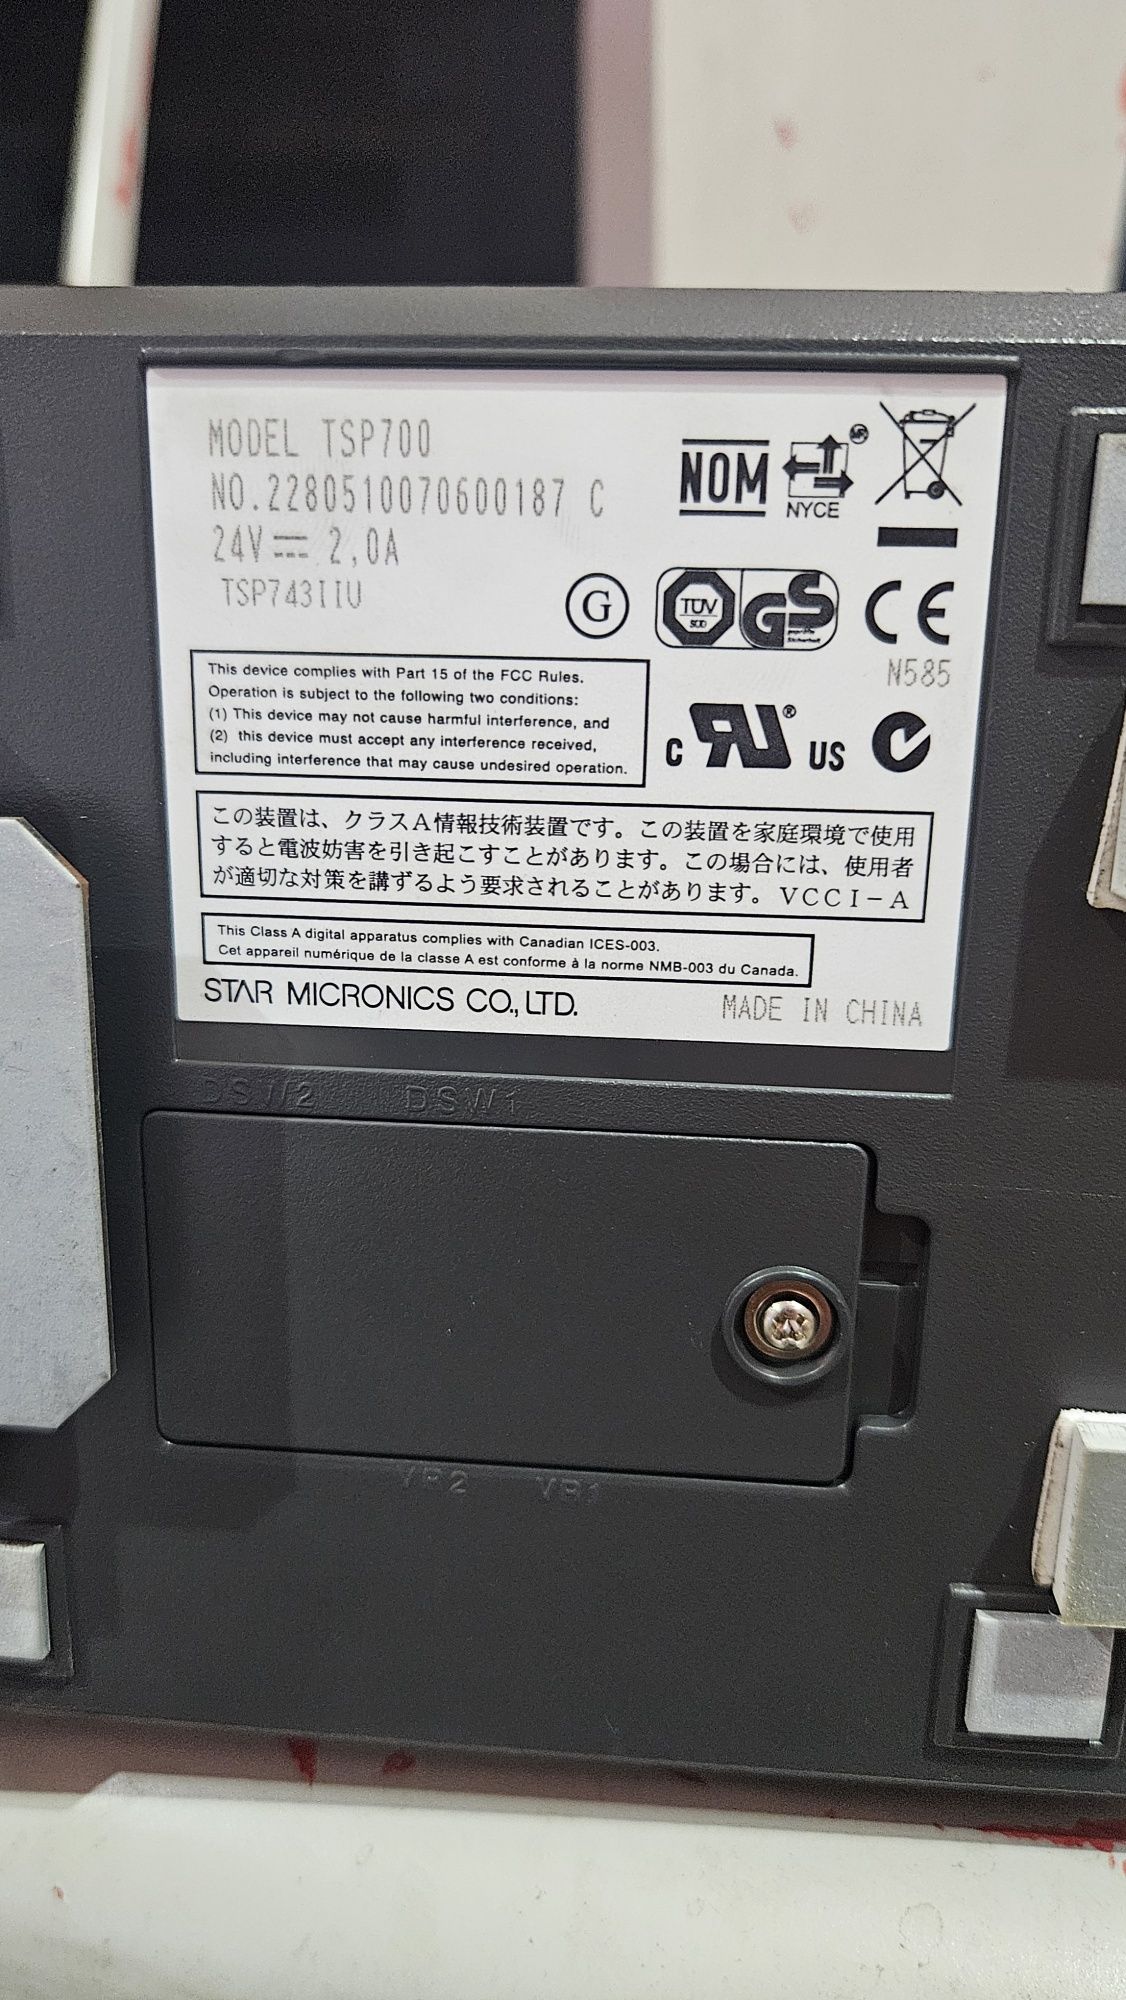 MODEL TSP700
NO.2280510070600187 C
24V⎓2.0A
TSP743IIU
NOM
NYCE
G
TÜV
SÜD
GS
geprüfte
Sicherheit
CE
N585
This device complies with Part 15 of the FCC Rules.
Operation is subject to the following two conditions:
(1) This device may not cause harmful interference, and
(2) this device must accept any interference received,
including interference that may cause undesired operation.
c RU® US
この装置は、クラスA情報技術装置です。この装置を家庭環境で使用
すると電波妨害を引き起こすことがあります。この場合には、使用者
が適切な対策を講ずるよう要求されることがあります。VCCI-A
This Class A digital apparatus complies with Canadian ICES-003.
Cet appareil numérique de la classe A est conforme à la norme NMB-003 du Canada.
STAR MICRONICS CO., LTD.
MADE IN CHINA
DSW2 DSW1
VR2 VR1